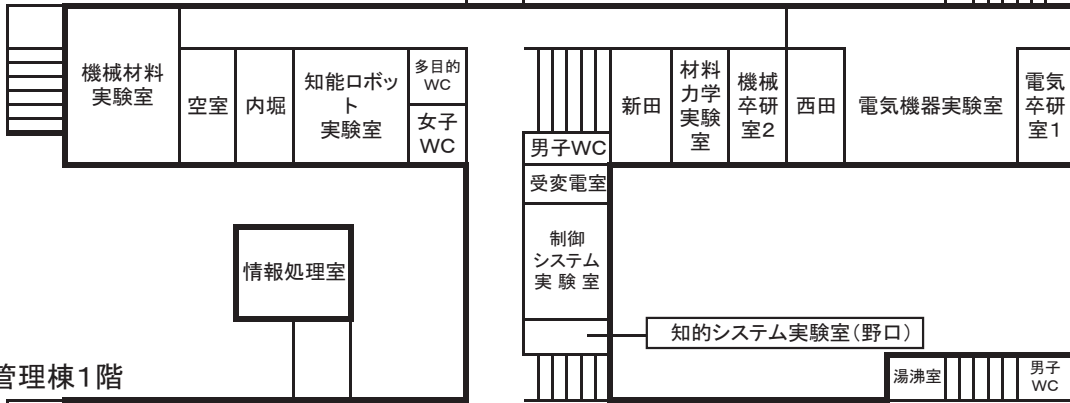 機械材料
実験室
空室
内堀
知能ロボッ
ト
実験室
多目的
WC
女子
WC
男子WC
受変電室
制御
システム
実験室
新田
材料
力学
実験
室
機械
卒研
室2
西田
電気機器実験室
電気
卒研
室1
情報処理室
知的システム実験室(野口)
湯沸室
男子
WC
管理棟1階